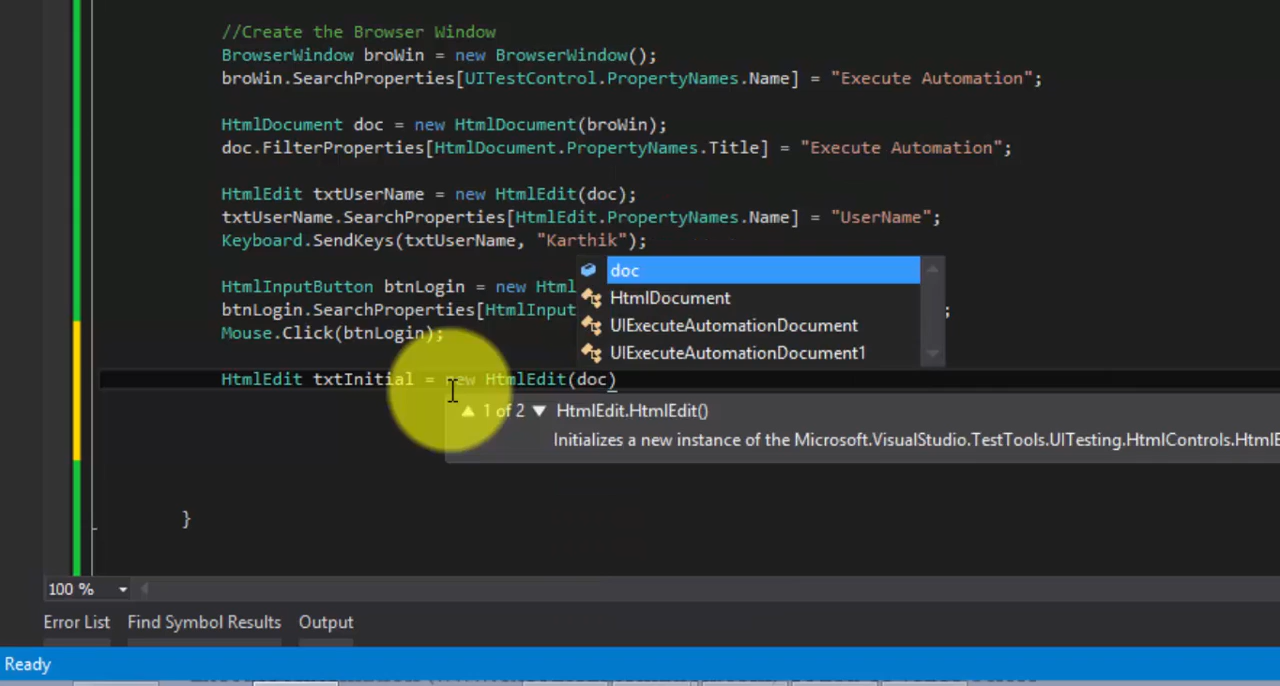 //Create the Browser Window
BrowserWindow broWin = new BrowserWindow();
broWin.SearchProperties[UITestControl.PropertyNames.Name] = "Execute Automation";
HtmlDocument doc = new HtmlDocument(broWin);
doc.FilterProperties[HtmlDocument.PropertyNames.Title] = "Execute Automation";
HtmlEdit txtUserName = new HtmlEdit(doc);
txtUserName.SearchProperties[HtmlEdit.PropertyNames.Name] = "UserName";
Keyboard.SendKeys(txtUserName, "Karthik");
doc
HtmlInputButton btnLogin = new Html
HtmlDocument
btnLogin.SearchProperties[HtmlInput ;
UIExecuteAutomationDocument
Mouse.Click(btnLogin);
UIExecuteAutomationDocument1
HtmlEdit txtInitial = new HtmlEdit(doc)
1 of 2 HtmlEdit.HtmlEdit()
Initializes a new instance of the Microsoft.VisualStudio.TestTools.UITesting.HtmlControls.HtmlE
}
100 %
Error List Find Symbol Results Output
Ready